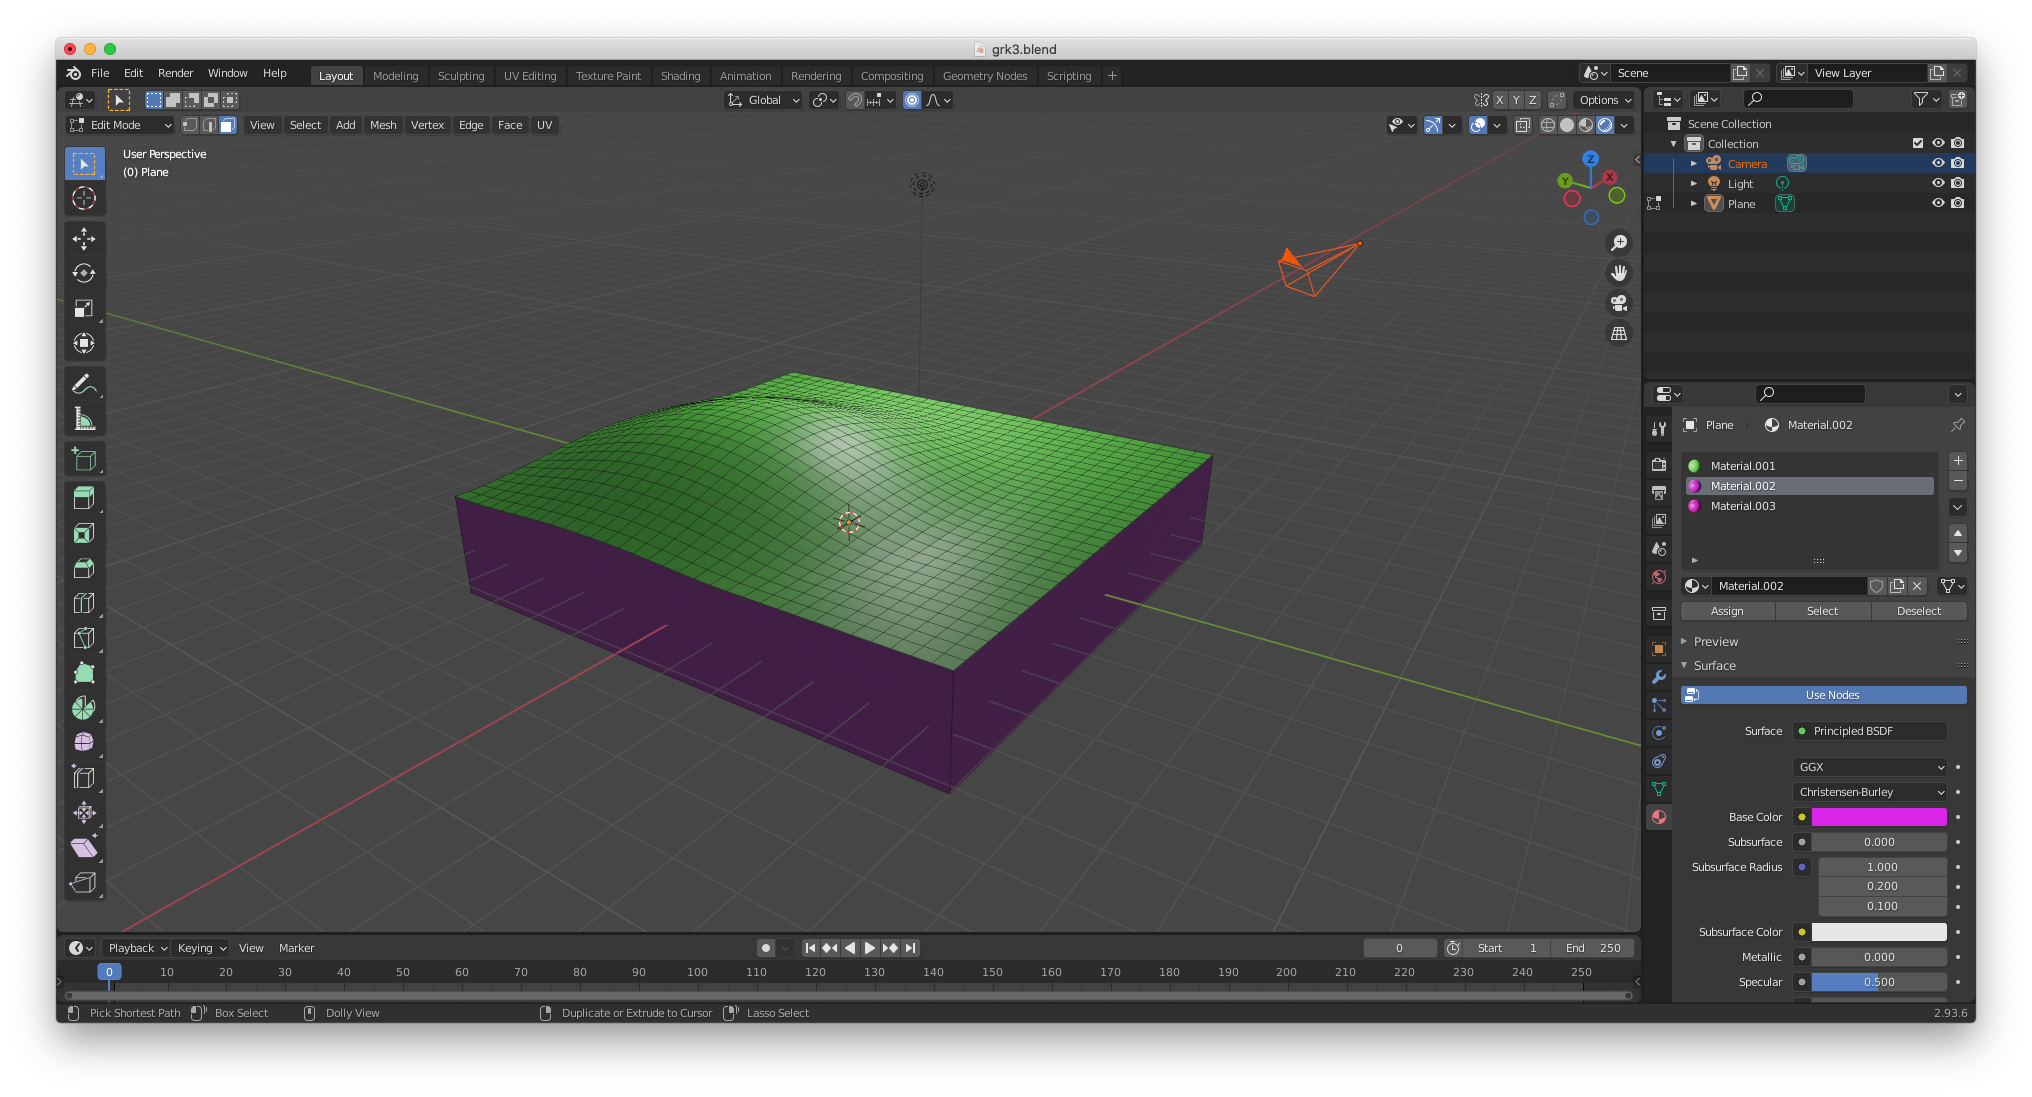 grk3.blend
File Edit Render Window Help Layout Modeling Sculpting UV Editing Texture Paint Shading Animation Rendering Compositing Geometry Nodes Scripting + Scene View Layer
Global X Y Z Options
Edit Mode View Select Add Mesh Vertex Edge Face UV
User Perspective
(0) Plane
Z
Y X
Scene Collection
Collection
Camera
Light
Plane
Plane Material.002
Material.001
Material.002
Material.003
Material.002
Assign Select Deselect
Preview
Surface
Use Nodes
Surface Principled BSDF
GGX
Christensen-Burley
Base Color
Subsurface 0.000
Subsurface Radius 1.000
0.200
0.100
Subsurface Color
Metallic 0.000
Specular 0.500
Playback Keying View Marker 0 Start 1 End 250
0 10 20 30 40 50 60 70 80 90 100 110 120 130 140 150 160 170 180 190 200 210 220 230 240 250
Pick Shortest Path Box Select Dolly View Duplicate or Extrude to Cursor Lasso Select 2.93.6